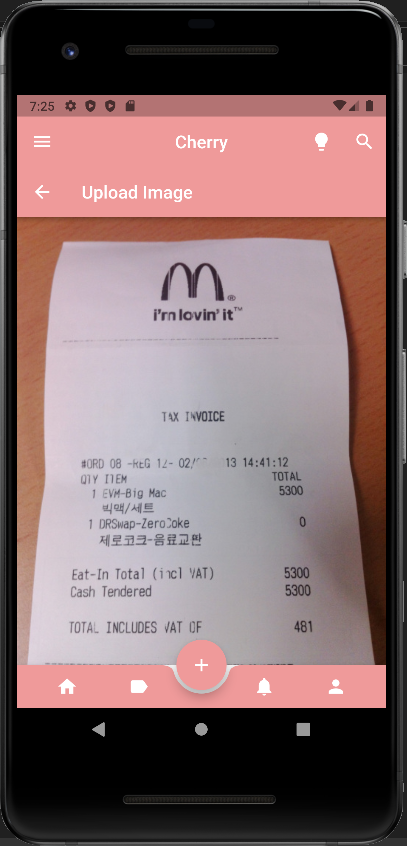 7:25
Cherry
Upload Image
i'm lovin' it™
TAX INVOICE
#ORD 08 -REG 12- 02/ 13 14:41:12
QTY ITEM TOTAL
1 EVM-Big Mac 5300
빅맥/세트
1 DRSwap-ZeroCoke 0
제로코크-음료교환
Eat-In Total (incl VAT) 5300
Cash Tendered 5300
TOTAL INCLUDES VAT OF 481